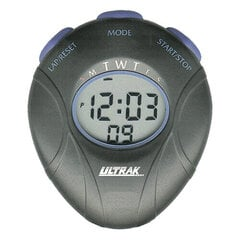 MODE
LAP/RESET
START/STOP
S M T W T F S
12:03
09
ULTRAK